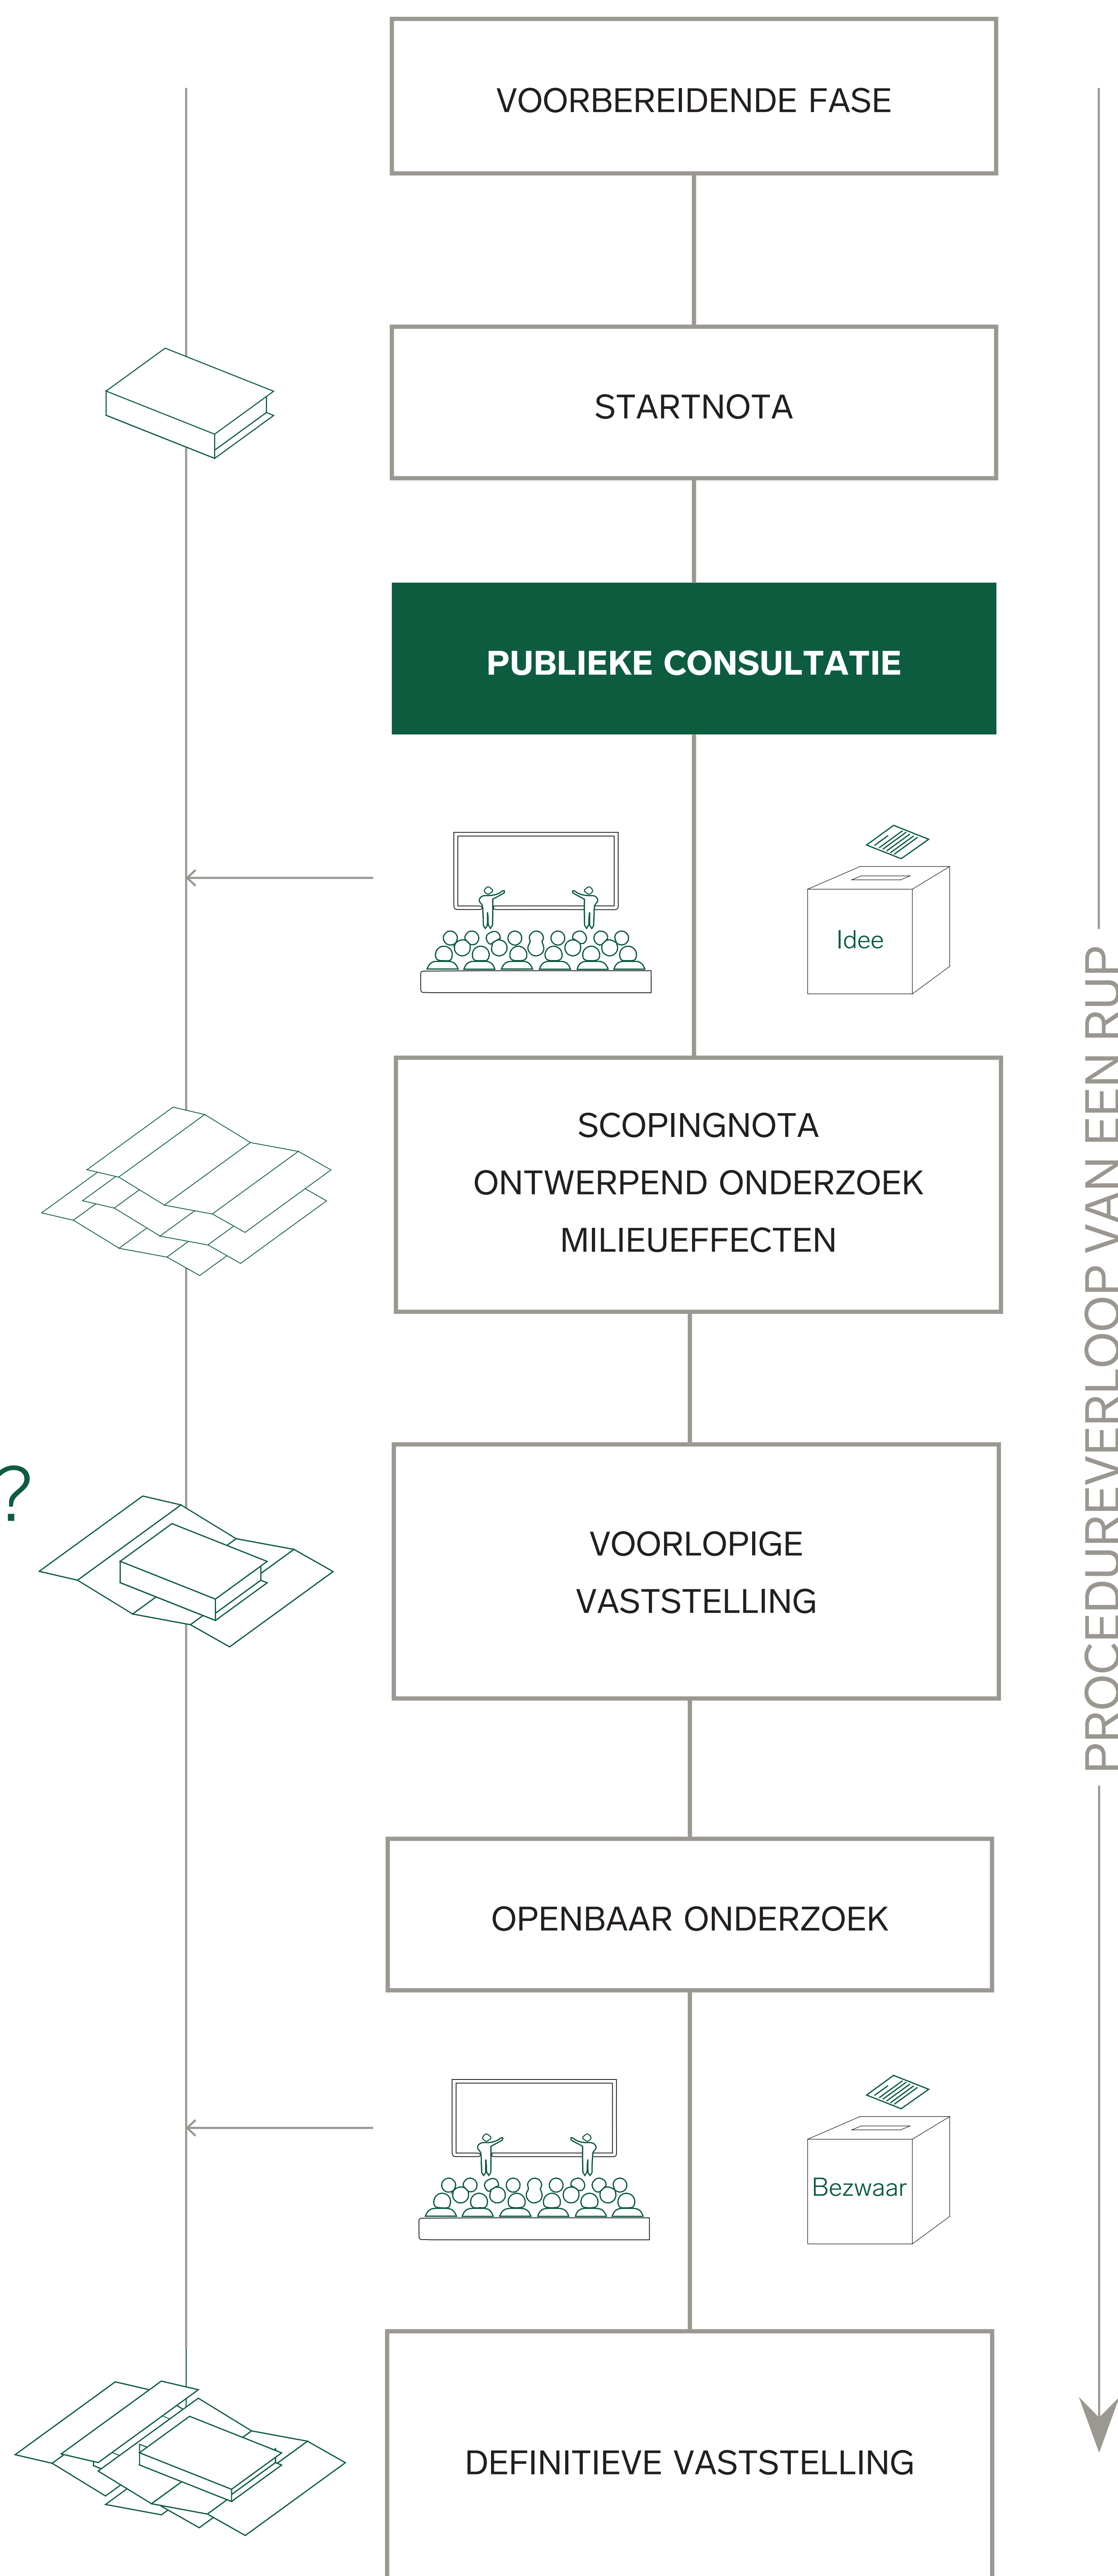 VOORBEREIDENDE FASE
STARTNOTA
PUBLIEKE CONSULTATIE
Idee
SCOPINGNOTA
ONTWERPEND ONDERZOEK
MILIEUEFFECTEN
?
VOORLOPIGE
VASTSTELLING
OPENBAAR ONDERZOEK
Bezwaar
DEFINITIEVE VASTSTELLING
PROCEDUREVERLOOP VAN EEN RUP